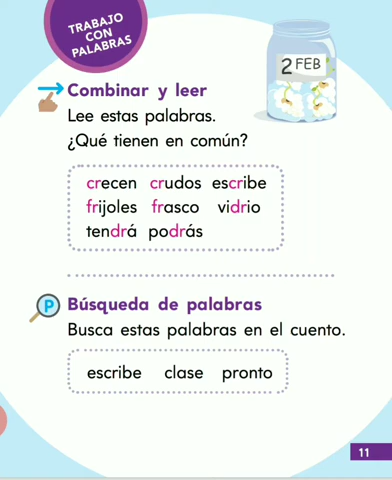 TRABAJO
CON
PALABRAS
2 FEB
Combinar y leer
Lee estas palabras.
¿Qué tienen en común?
crecen crudos escribe
frijoles frasco vidrio
tendrá podrás
P
Búsqueda de palabras
Busca estas palabras en el cuento.
escribe clase pronto
11